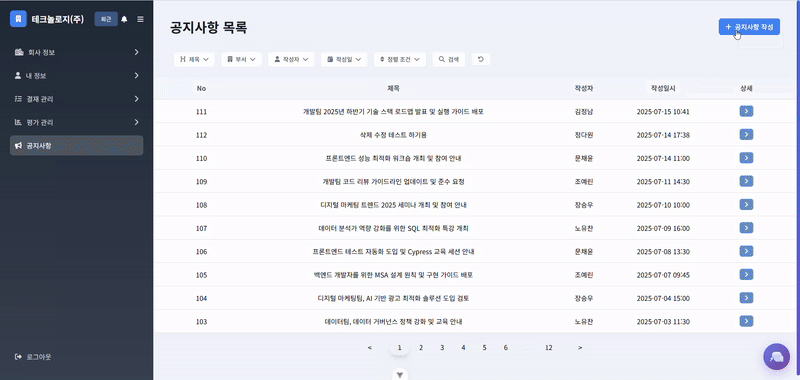 테크놀로지(주) 퇴근
회사 정보
내 정보
결재 관리
평가 관리
공지사항
로그아웃
공지사항 목록
+ 공지사항 작성
제목 부서 작성자 작성일 정렬 조건 검색
No 제목 작성자 작성일시 상세
111 개발팀 2025년 하반기 기술 스택 로드맵 발표 및 실행 가이드 배포 김정남 2025-07-15 10:41
112 삭제 수정 테스트 하기용 정다원 2025-07-14 17:38
110 프론트엔드 성능 최적화 워크숍 개최 및 참여 안내 문채윤 2025-07-14 11:00
109 개발팀 코드 리뷰 가이드라인 업데이트 및 준수 요청 조예린 2025-07-11 14:30
108 디지털 마케팅 트렌드 2025 세미나 개최 및 참여 안내 장승우 2025-07-10 10:00
107 데이터 분석가 역량 강화를 위한 SQL 최적화 특강 개최 노유찬 2025-07-09 16:00
106 프론트엔드 테스트 자동화 도입 및 Cypress 교육 세션 안내 문채윤 2025-07-08 13:30
105 백엔드 개발자를 위한 MSA 설계 원칙 및 구현 가이드 배포 조예린 2025-07-07 09:45
104 디지털 마케팅팀, AI 기반 광고 최적화 솔루션 도입 검토 장승우 2025-07-04 15:00
103 데이터팀, 데이터 거버넌스 정책 강화 및 교육 안내 노유찬 2025-07-03 11:30
< 1 2 3 4 5 6 ... 12 >